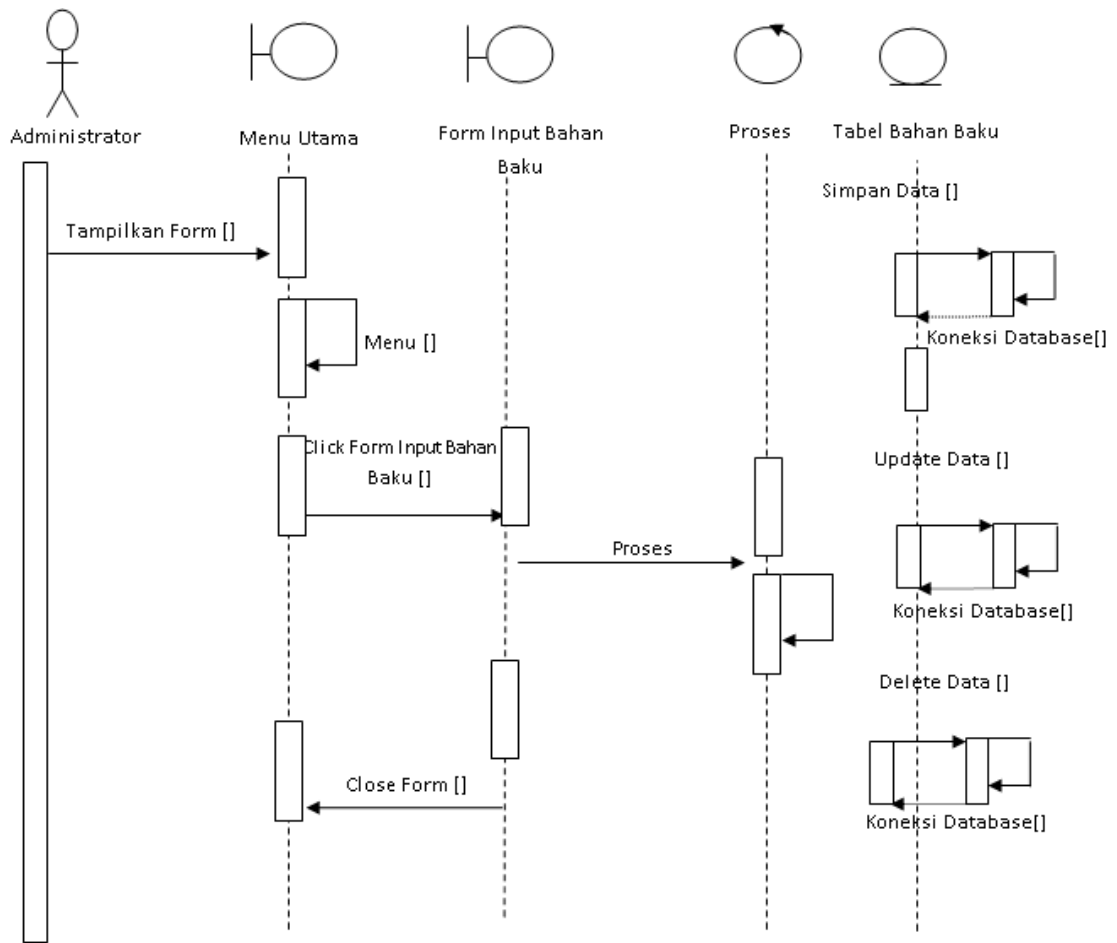 Administrator
Menu Utama
Form Input Bahan
Baku
Proses
Tabel Bahan Baku
Simpan Data []
Tampilkan Form []
Koneksi Database[]
Menu []
Click Form Input Bahan
Baku []
Update Data []
Proses
Koneksi Database[]
Delete Data []
Close Form []
Koneksi Database[]